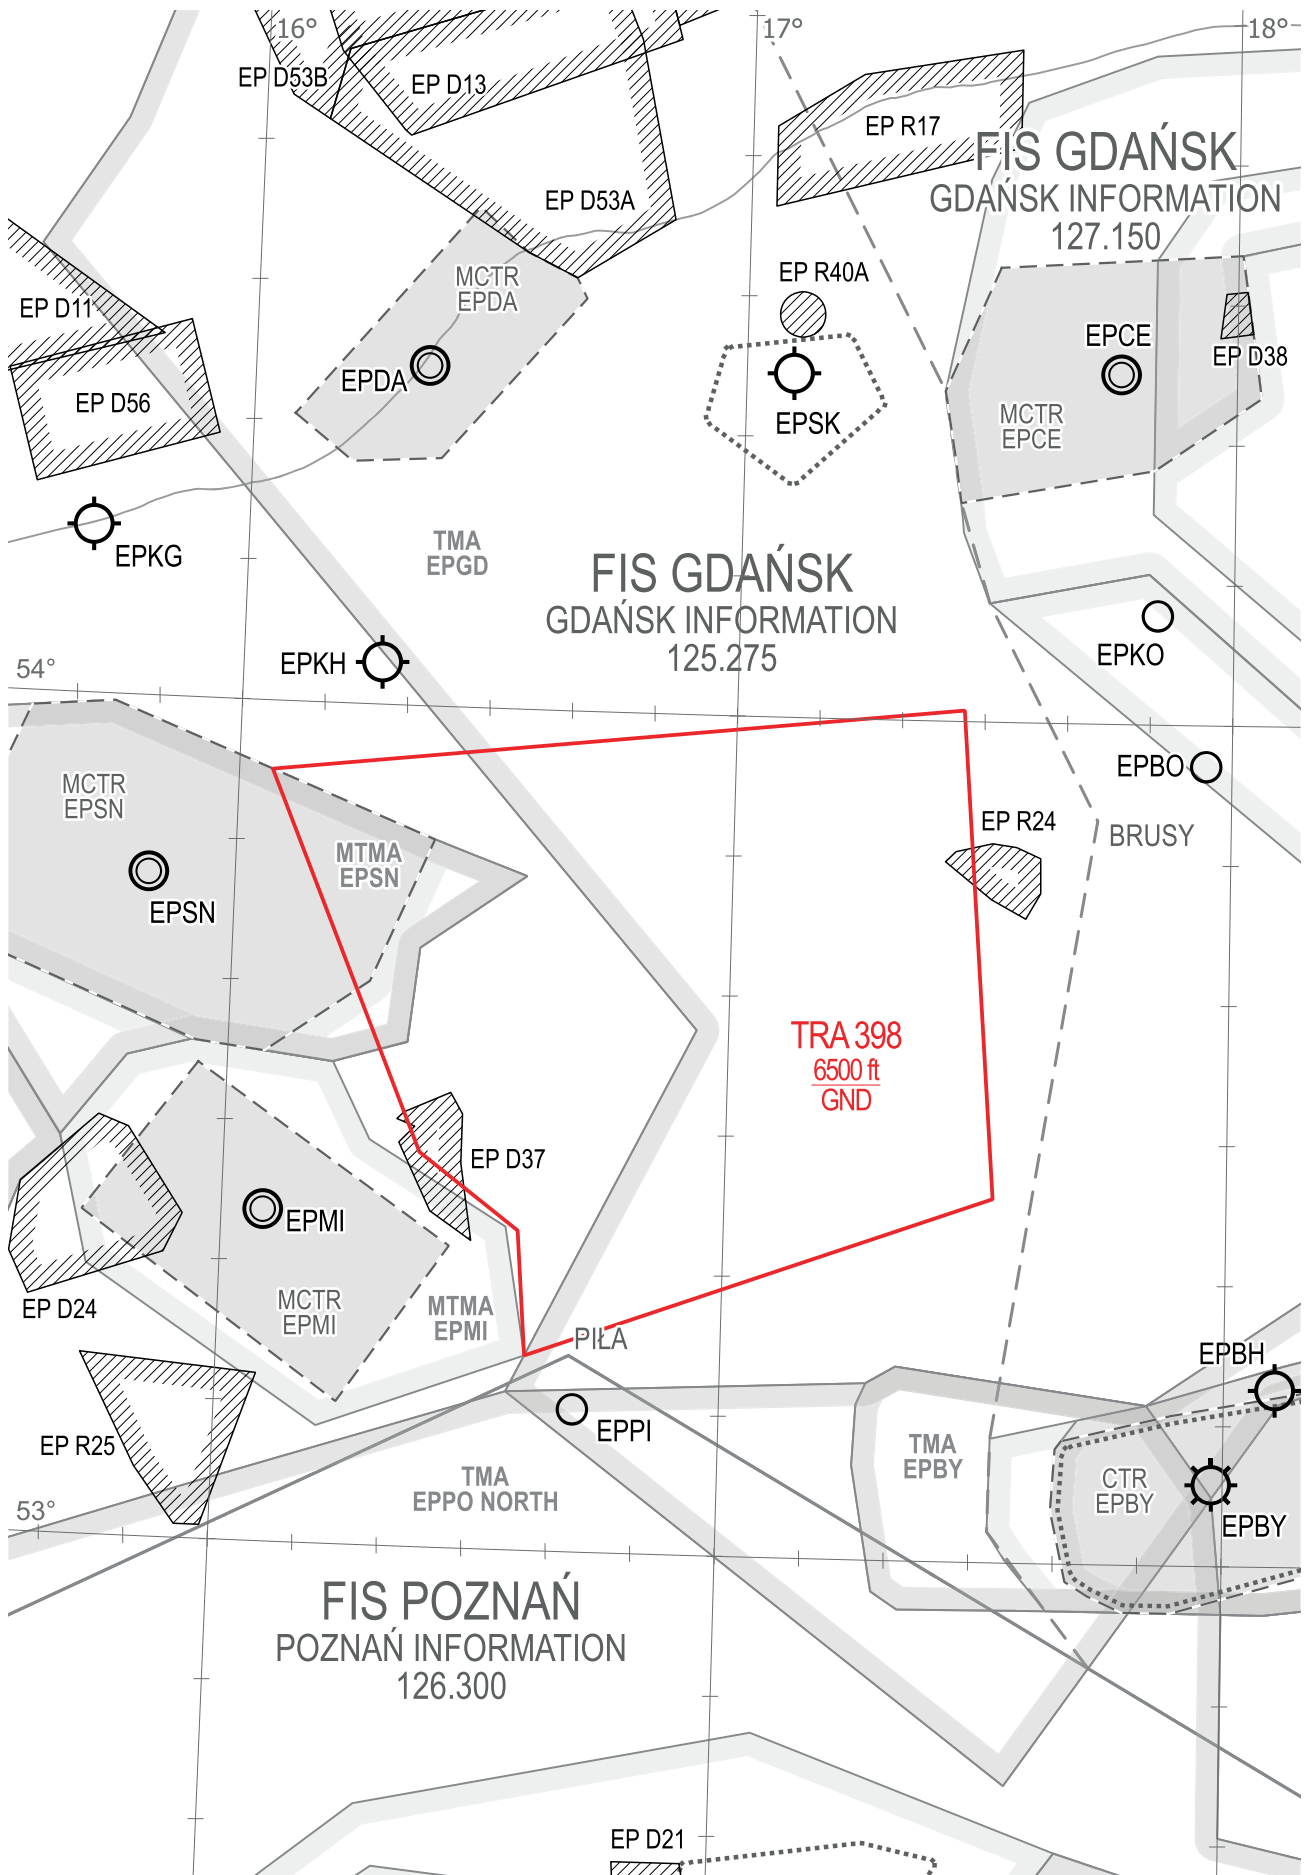 16°
17°
18°
EP D53B
EP D13
EP R17
FIS GDAŃSK
GDAŃSK INFORMATION
127.150
EP D53A
MCTR
EPDA
EP R40A
EP D11
EPCE
EP D38
EPDA
EP D56
EPSK
MCTR
EPCE
EPKG
TMA
EPGD
FIS GDAŃSK
GDAŃSK INFORMATION
125.275
EPKH
EPKO
54°
EPBO
MCTR
EPSN
EP R24
BRUSY
MTMA
EPSN
EPSN
TRA 398
6500 ft
GND
EP D37
EPMI
EP D24
MCTR
EPMI
MTMA
EPMI
PIŁA
EPBH
EPPI
EP R25
TMA
EPBY
TMA
EPPO NORTH
CTR
EPBY
53°
EPBY
FIS POZNAŃ
POZNAŃ INFORMATION
126.300
EP D21